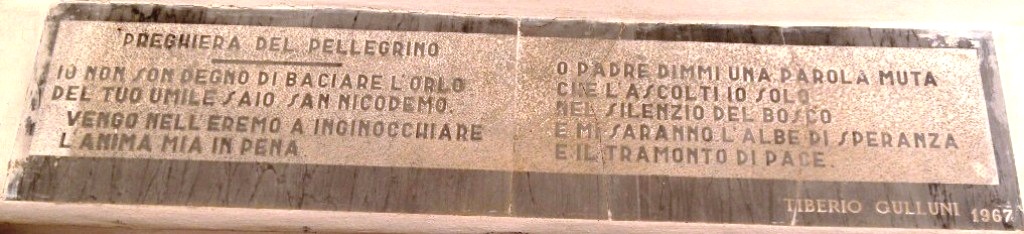 PREGHIERA DEL PELLEGRINO
IO NON SON DEGNO DI BACIARE L'ORLO
DEL TUO UMILE SAIO, SAN NICODEMO.
VENGO NELL'EREMO A INGINOCCHIARE
L'ANIMA MIA IN PENA
O PADRE DIMMI UNA PAROLA MUTA
CHE L'ASCOLTI IO SOLO
NEL SILENZIO DEL BOSCO
E MI SARANNO L'ALBE DI SPERANZA
E IL TRAMONTO DI PACE.
TIBERIO GULLUNI 1967